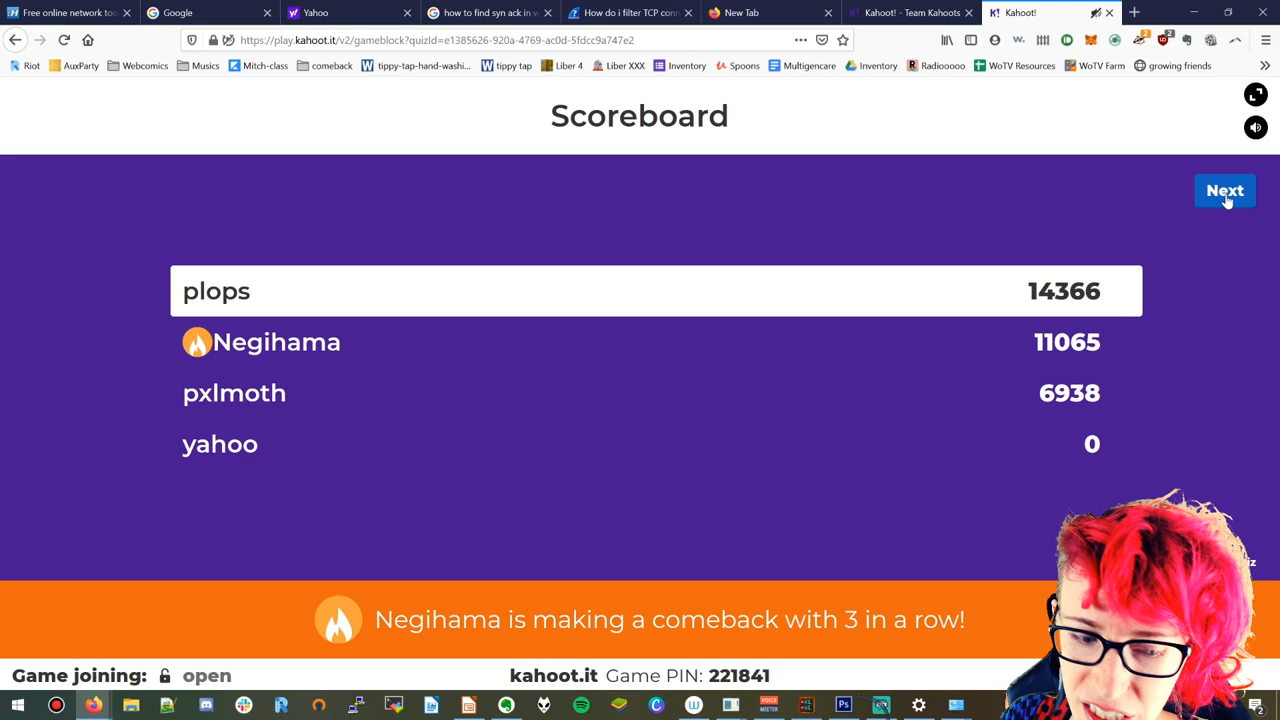 Free online network too
Google
Yahoo
how to find syn ack in w
How do i filter TCP conn
New Tab
Kahoot! - Team Kahoots
Kahoot!
https://play.kahoot.it/v2/gameblock?quizId=e1385626-920a-4769-ac0d-5fdcc9a747e2
Riot AuxParty Webcomics Musics Mitch-class comeback tippy-tap-hand-washi... tippy tap Liber 4 Liber XXX Inventory Spoons Multigencare Inventory Radiooooo WoTV Resources WoTV Farm growing friends
Scoreboard
Next
plops 14366
Negihama 11065
pxlmoth 6938
yahoo 0
iz
Negihama is making a comeback with 3 in a row!
Game joining: open kahoot.it Game PIN: 221841